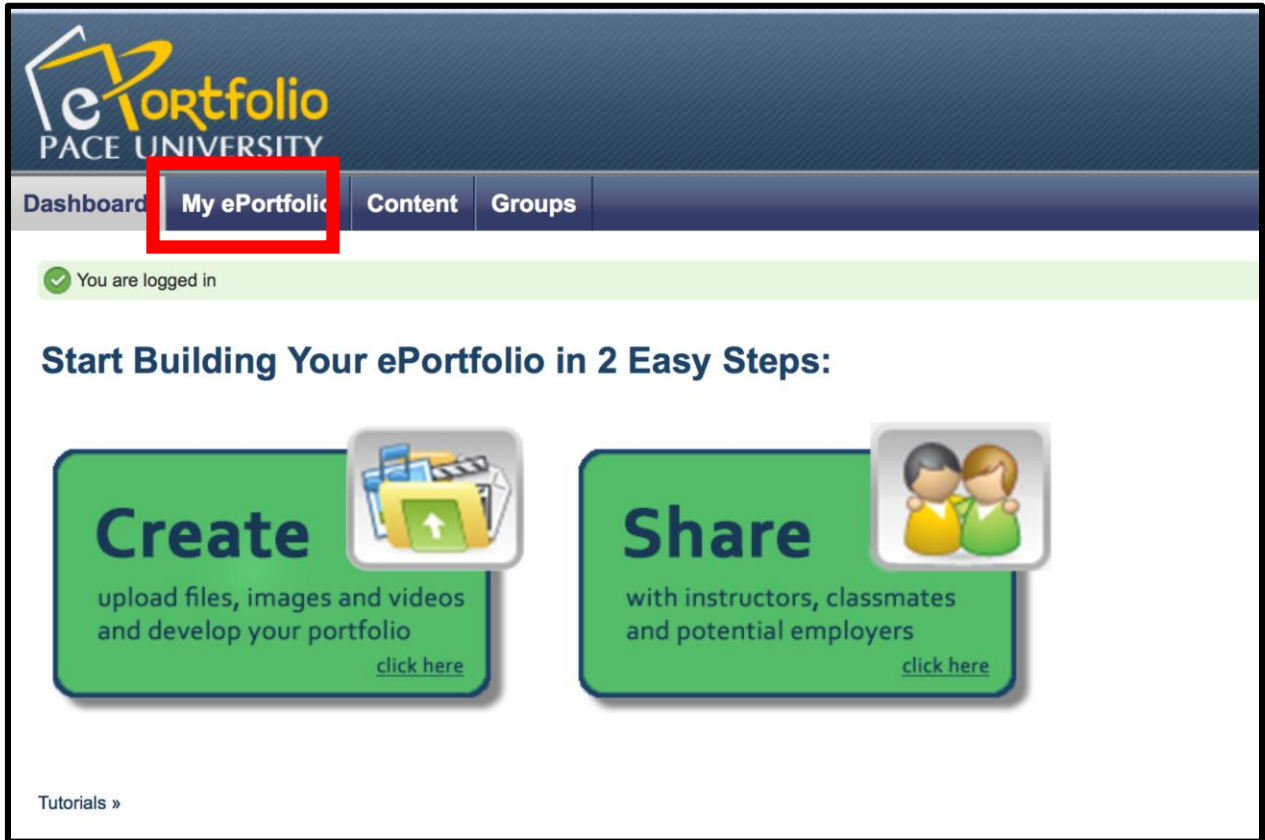 ePortfolio
PACE UNIVERSITY
Dashboard My ePortfolio Content Groups
You are logged in
Start Building Your ePortfolio in 2 Easy Steps:
Create
upload files, images and videos
and develop your portfolio
click here
Share
with instructors, classmates
and potential employers
click here
Tutorials »